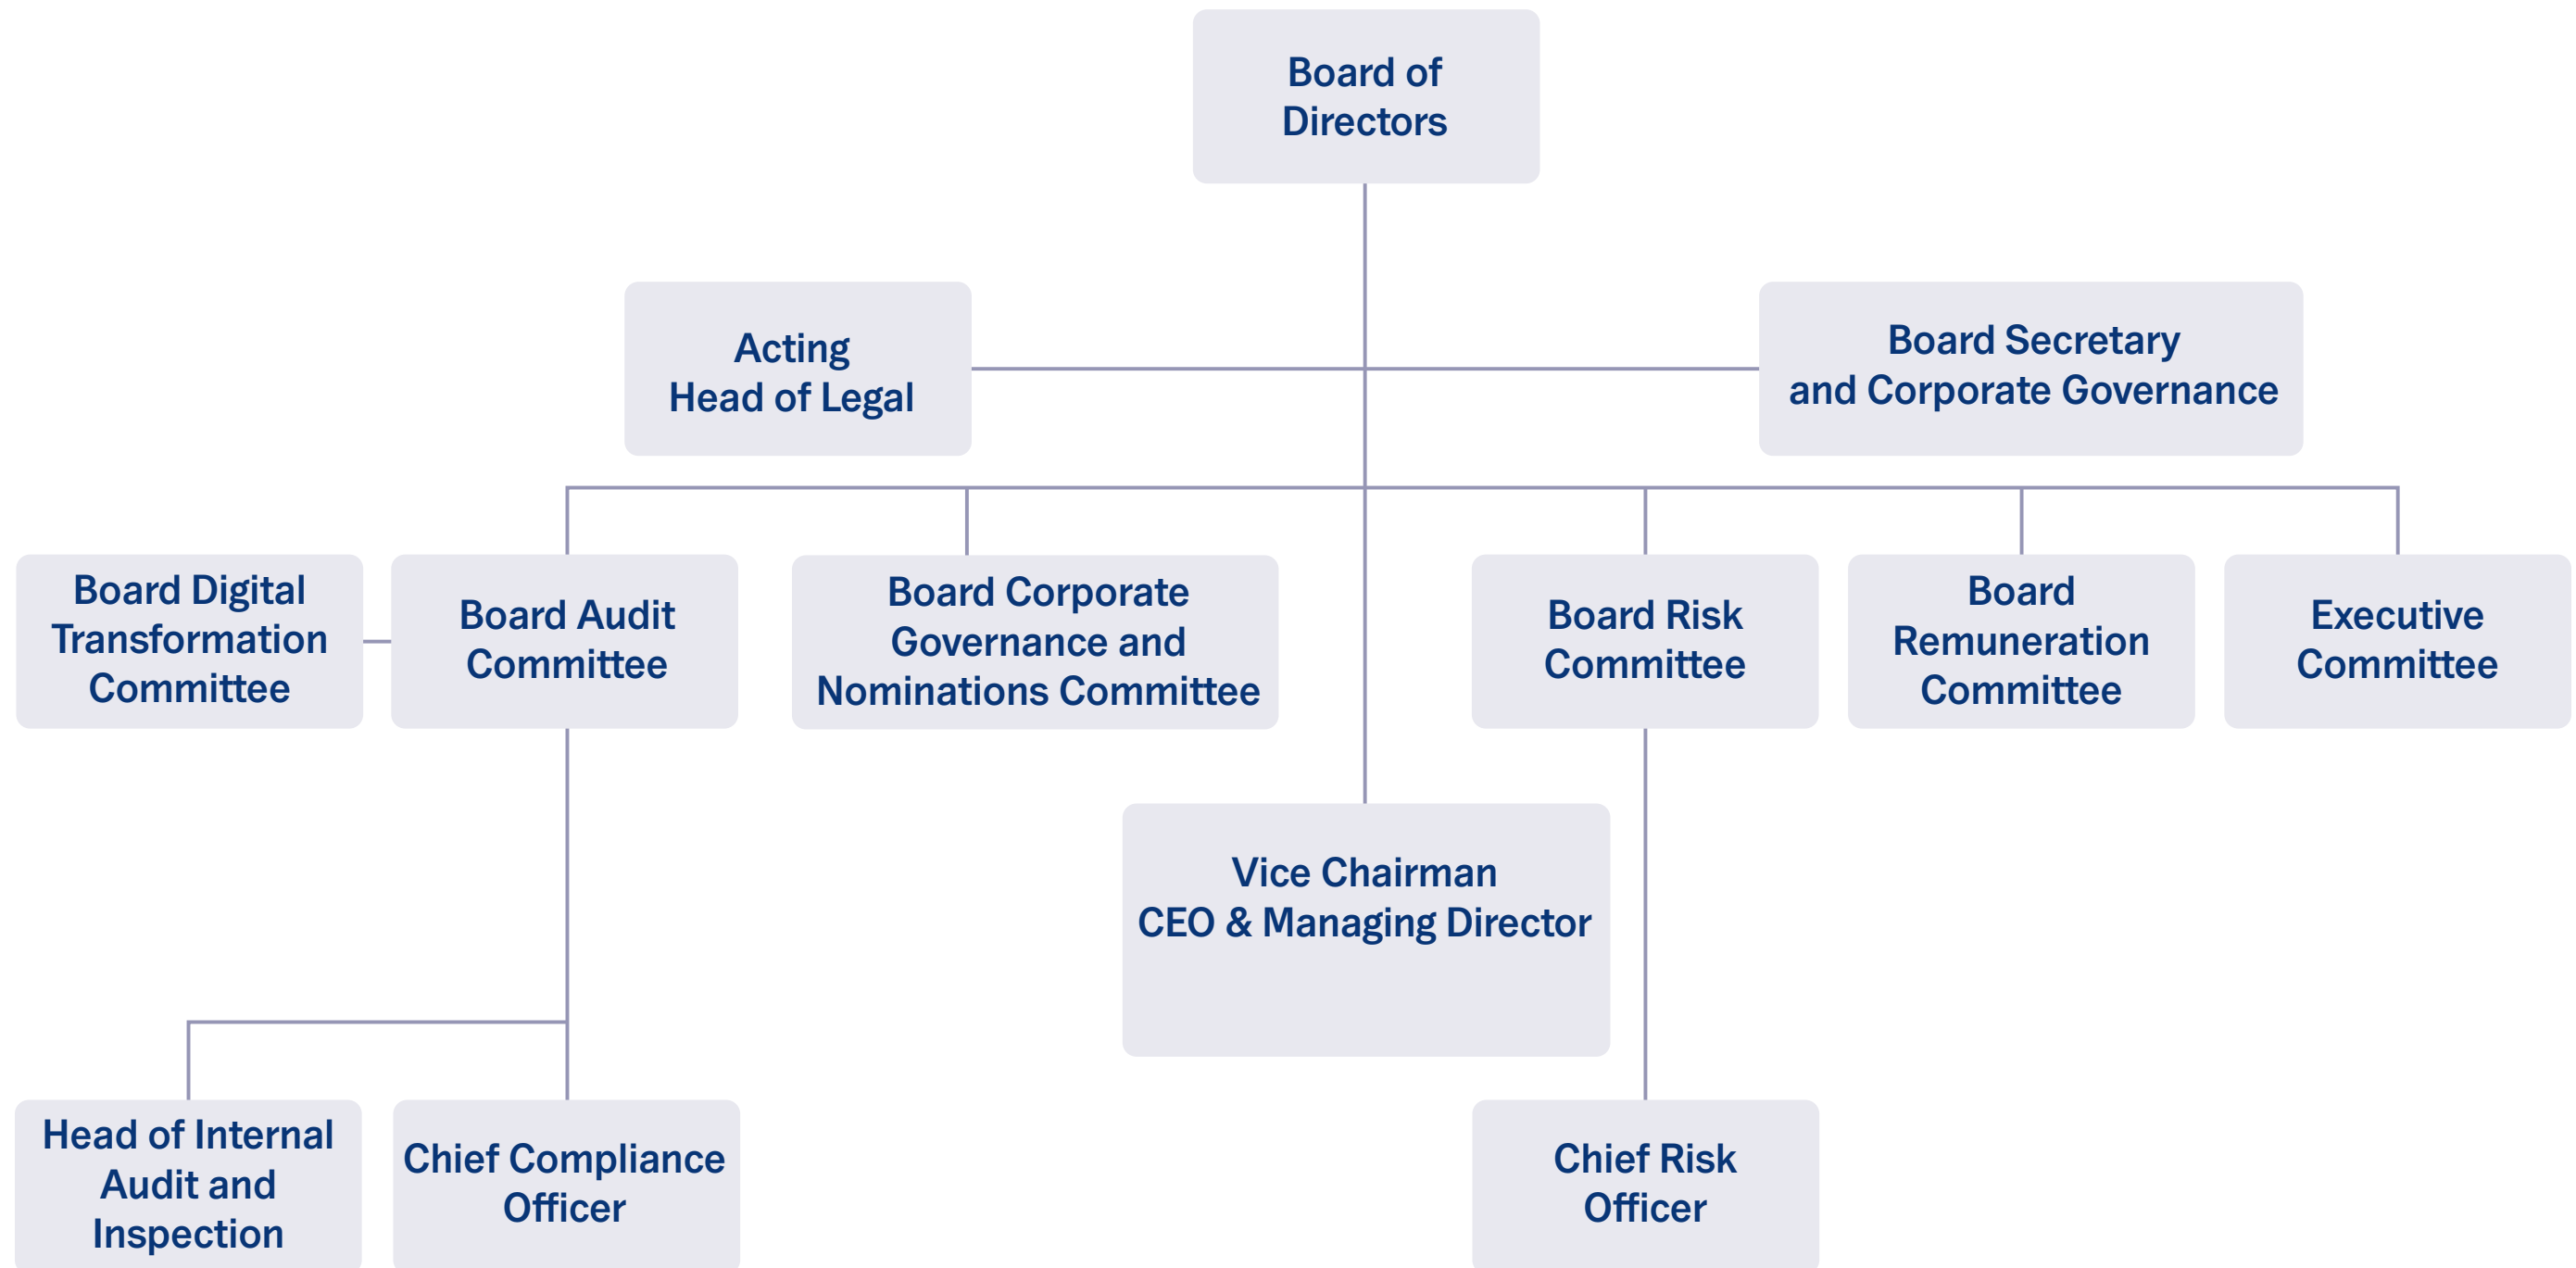 Board of
Directors
Acting
Head of Legal
Board Secretary
and Corporate Governance
Board Digital
Transformation
Committee
Board Audit
Committee
Board Corporate
Governance and
Nominations Committee
Board Risk
Committee
Board
Remuneration
Committee
Executive
Committee
Vice Chairman
CEO & Managing Director
Head of Internal
Audit and
Inspection
Chief Compliance
Officer
Chief Risk
Officer